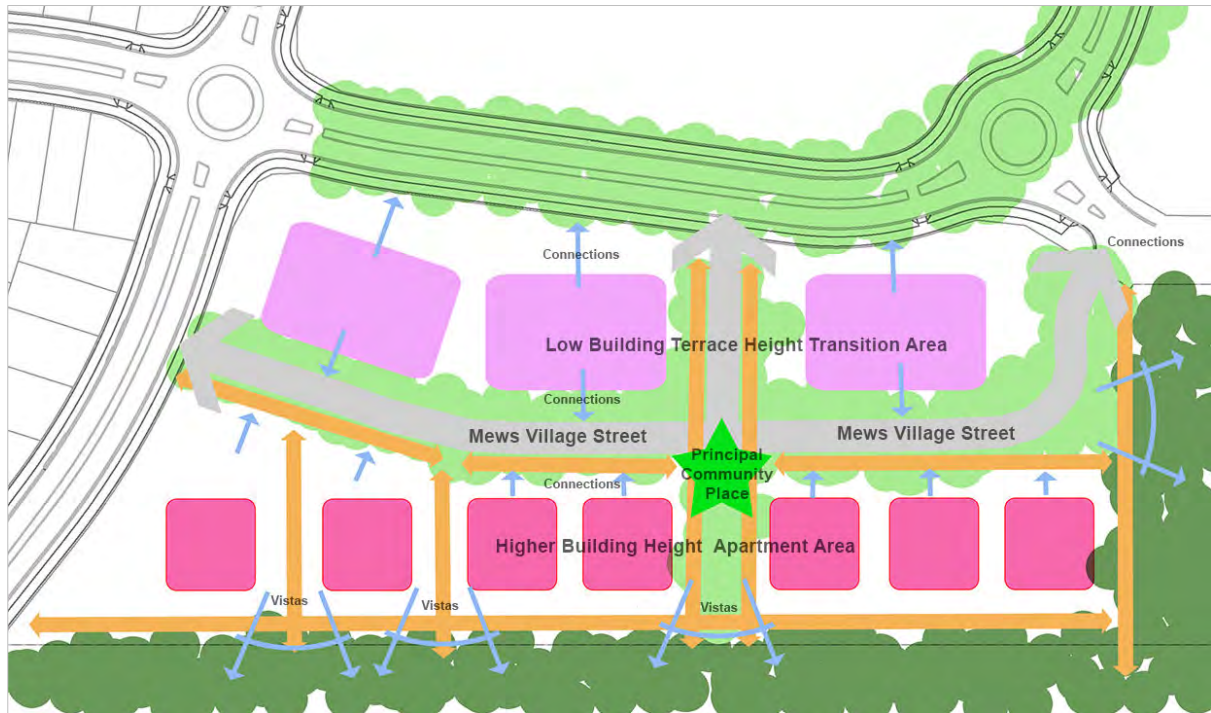 Connections
Connections
Low Building Terrace Height Transition Area
Connections
Mews Village Street
Mews Village Street
Principal
Community
Place
Connections
Higher Building Height Apartment Area
Vistas
Vistas
Vistas